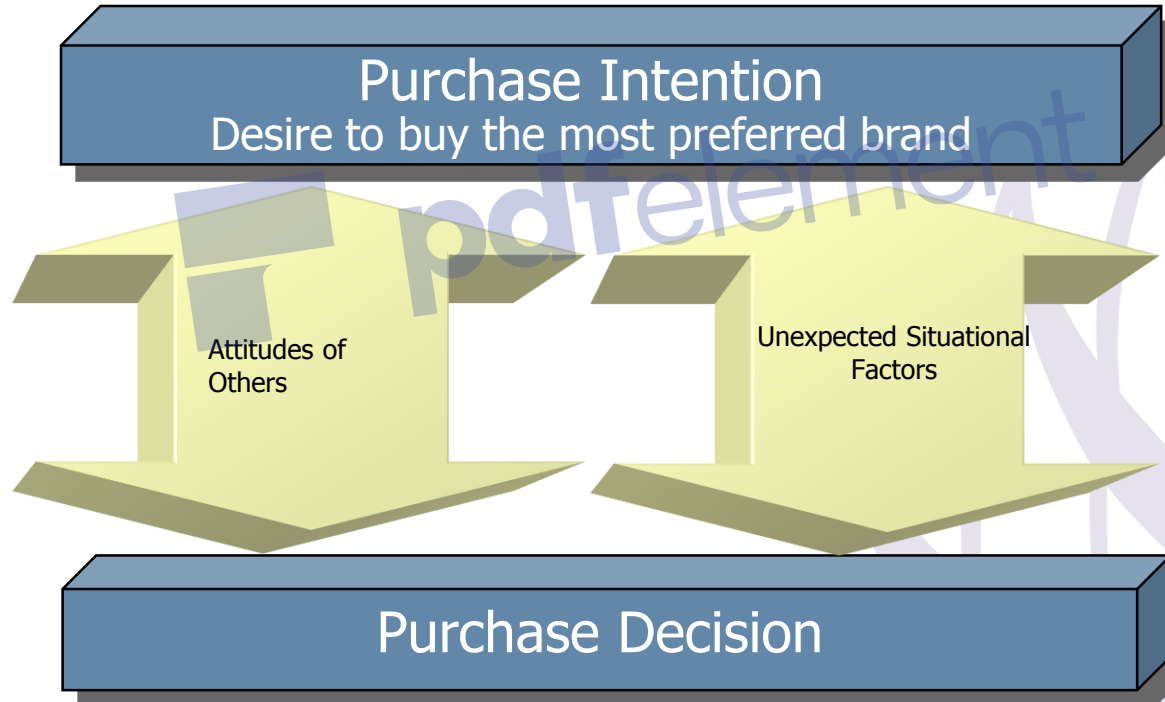 Purchase Intention
Desire to buy the most preferred brand
pdfelement
Attitudes of
Others
Unexpected Situational
Factors
Purchase Decision